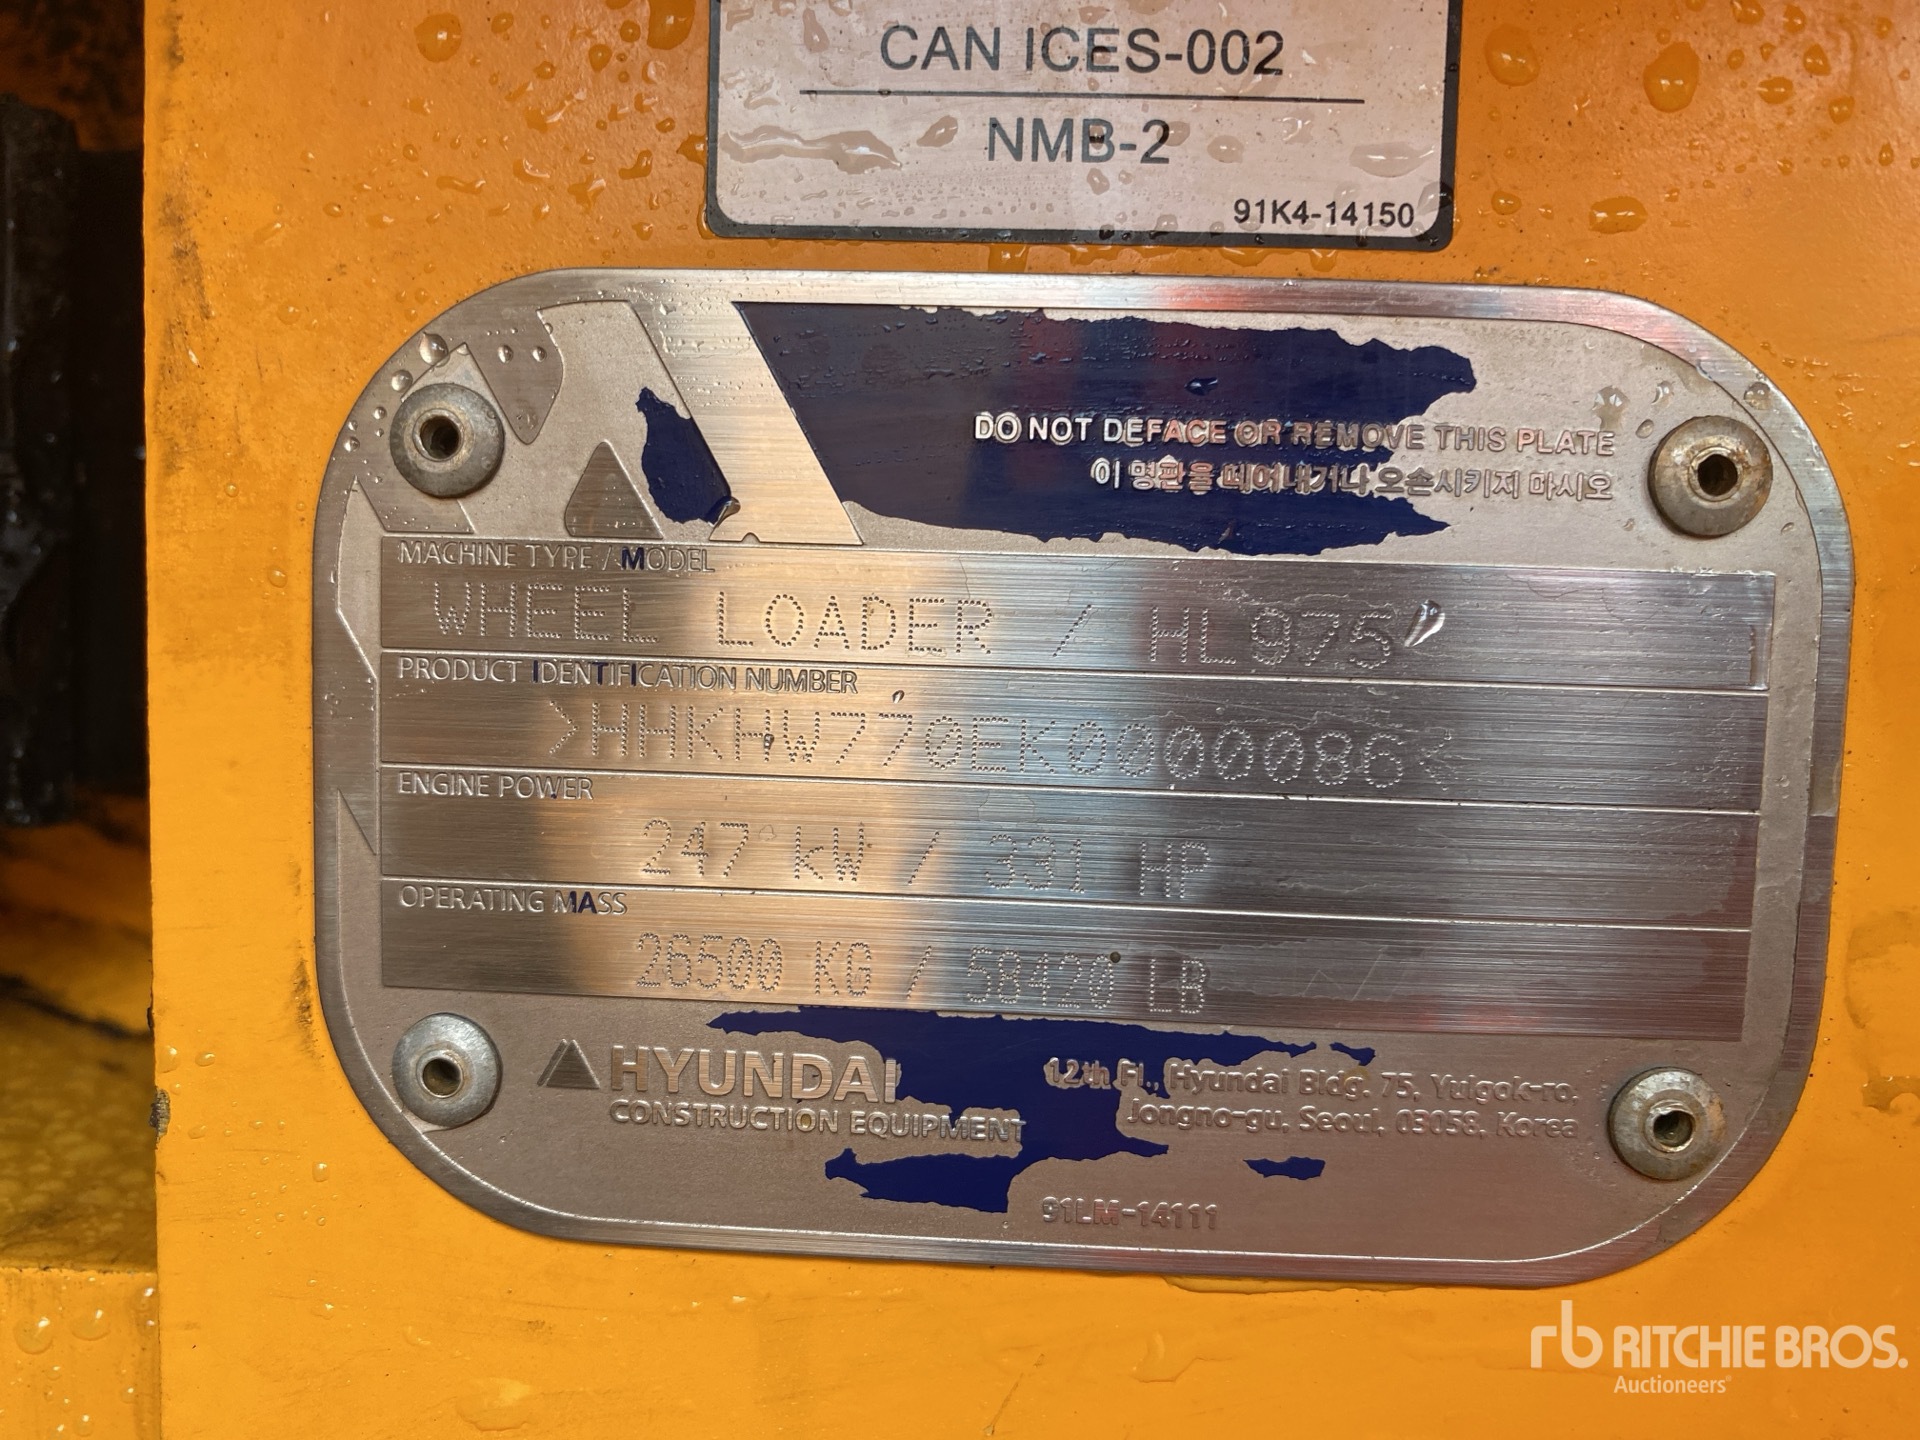 CAN ICES-002
NMB-2
91K4-14150
DO NOT DEFACE OR REMOVE THIS PLATE
이 명판을 떼어내거나 오손시키지 마시오
MACHINE TYPE / MODEL
WHEEL LOADER / HL975
PRODUCT IDENTIFICATION NUMBER
>HHKHW770EK0000086<
ENGINE POWER
247 kW / 331 HP
OPERATING MASS
26500 KG / 58420 LB
HYUNDAI
CONSTRUCTION EQUIPMENT
12th Fl., Hyundai Bldg. 75, Yulgok-ro,
Jongno-gu, Seoul, 03058, Korea
91LM-14111
rb RITCHIE BROS.
Auctioneers